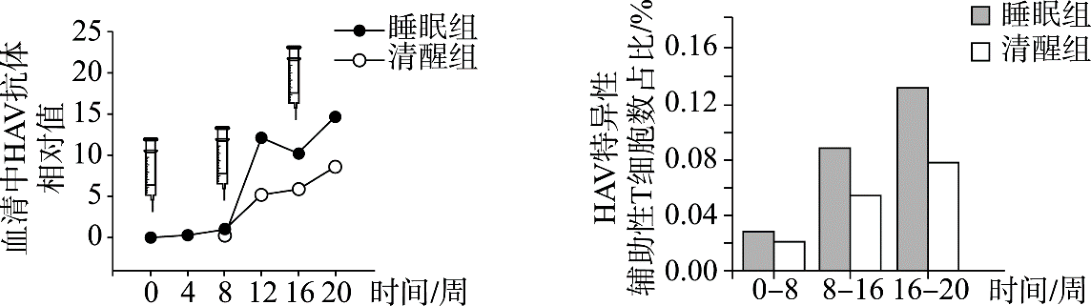 血清中HAV抗体
相对值
25
20
15
10
5
0
0 4 8 12 16 20 时间/周
睡眠组
清醒组
HAV特异性
辅助性T细胞数占比/%
0.16
0.12
0.08
0.04
0.00
0-8 8-16 16-20 时间/周
睡眠组
清醒组